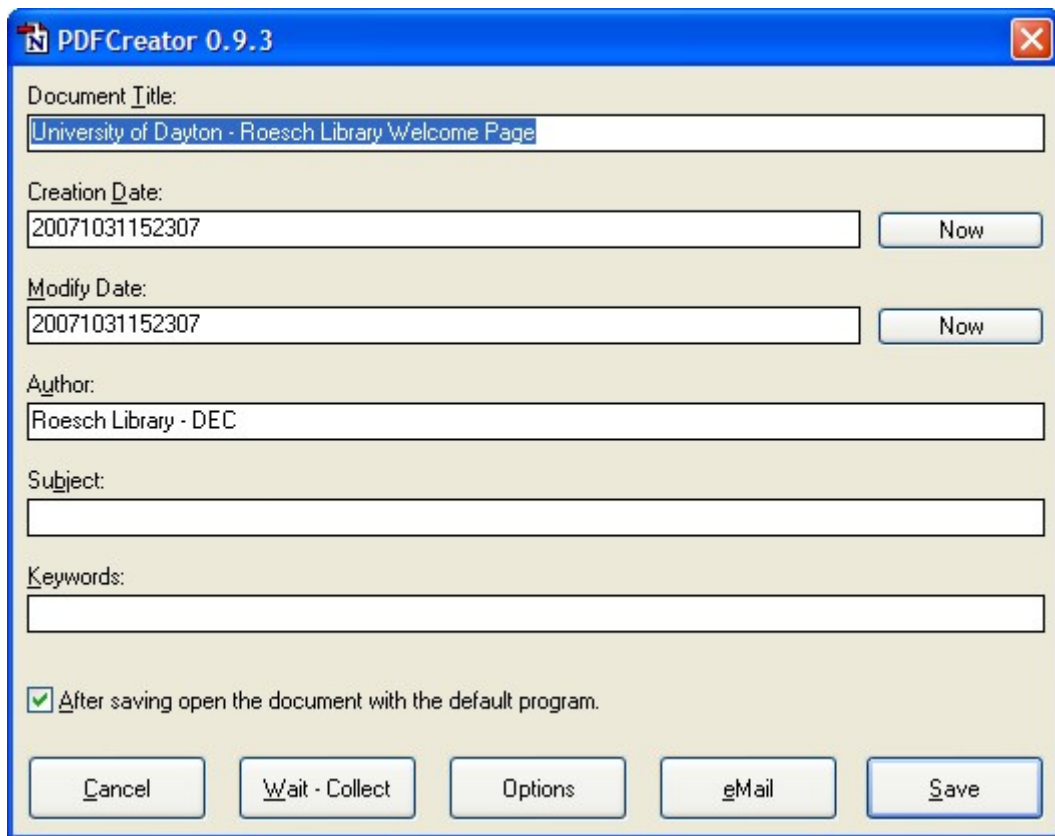 PDFCreator 0.9.3
Document Title:
University of Dayton - Roesch Library Welcome Page
Creation Date:
20071031152307
Now
Modify Date:
20071031152307
Now
Author:
Roesch Library - DEC
Subject:
Keywords:
After saving open the document with the default program.
Cancel Wait - Collect Options eMail Save